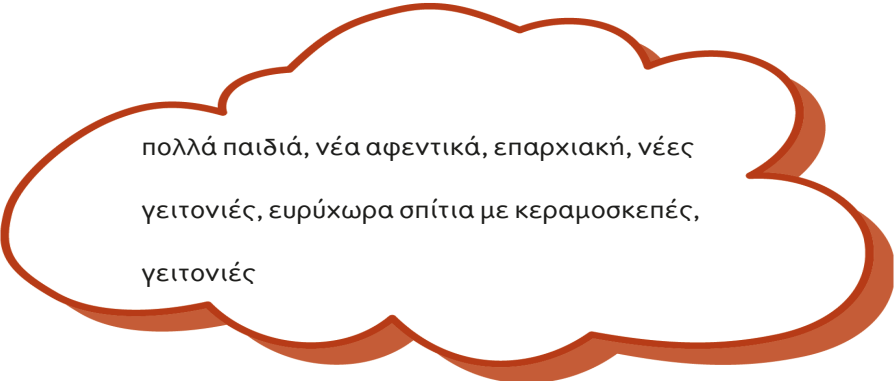 πολλά παιδιά, νέα αφεντικά, επαρχιακή, νέες
γειτονιές, ευρύχωρα σπίτια με κεραμοσκεπές,
γειτονιές